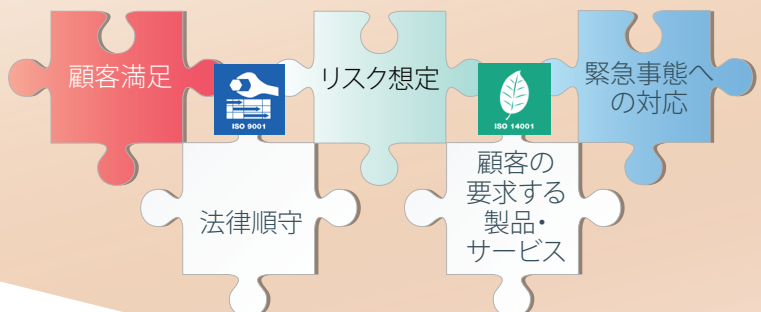 顧客満足
ISO 9001
リスク想定
ISO 14001
緊急事態へ
の対応
法律順守
顧客の
要求する
製品・
サービス